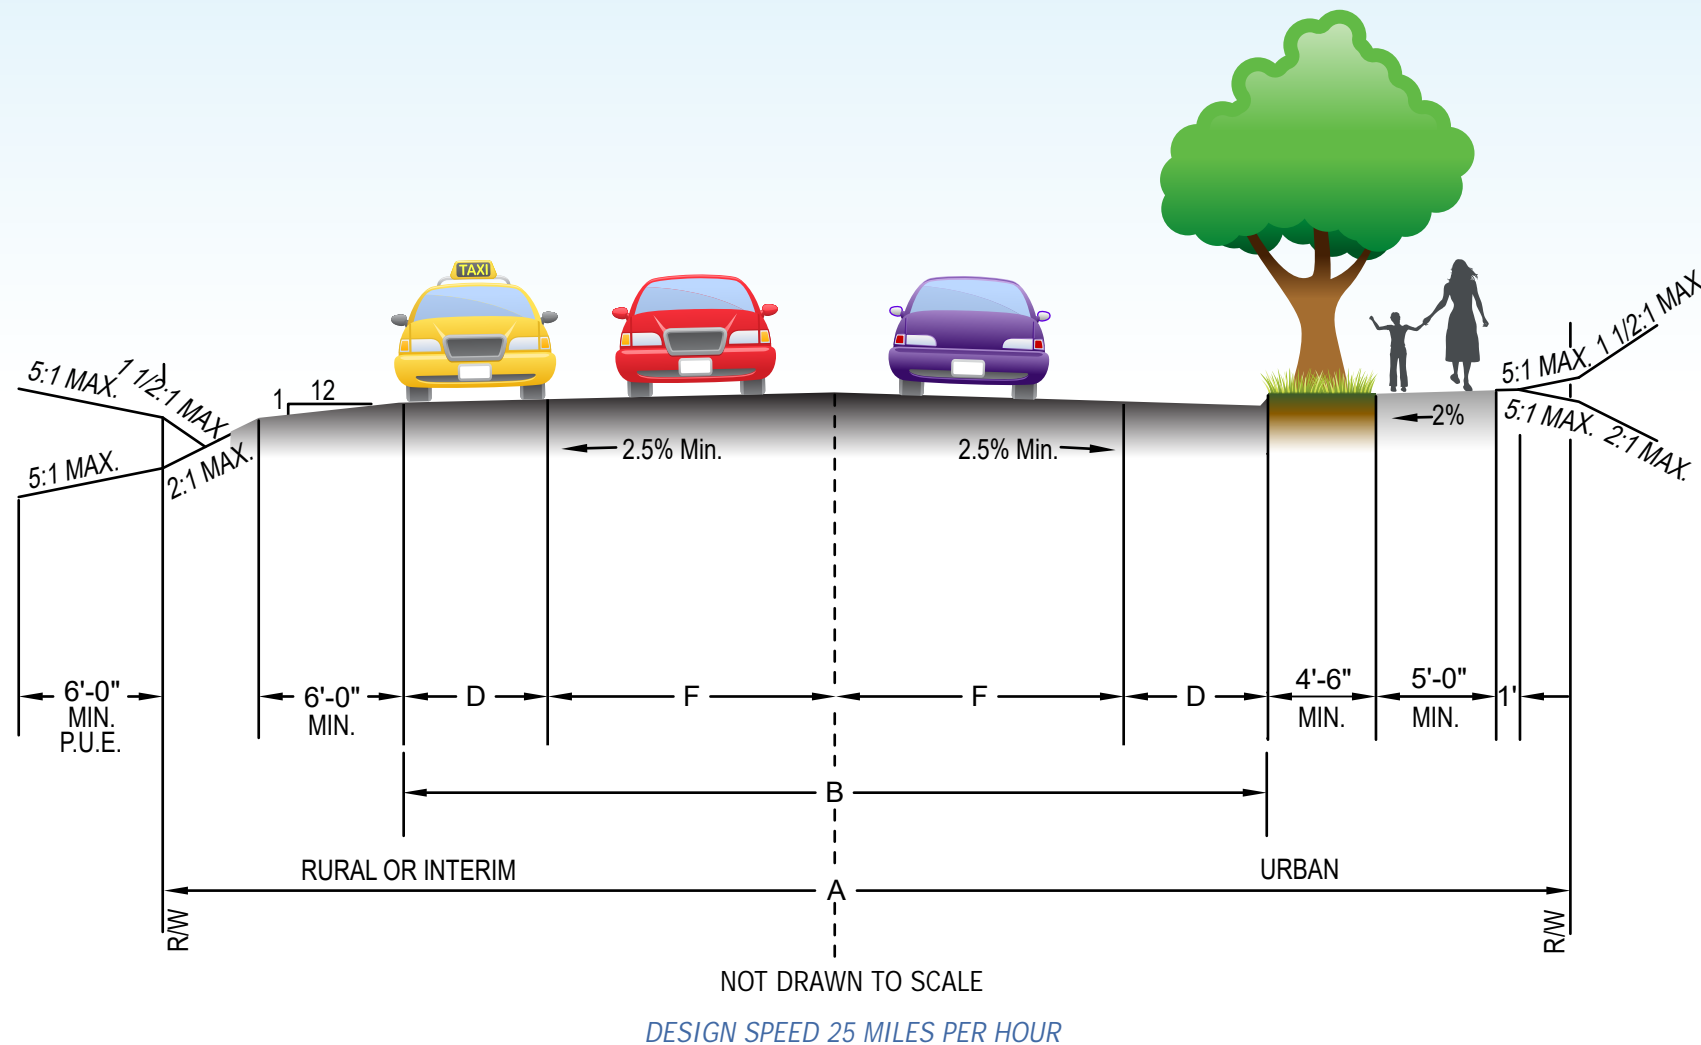 TAXI
5:1 MAX.
1 1/2:1 MAX.
5:1 MAX.
2:1 MAX.
1
12
2.5% Min.
2.5% Min.
2%
5:1 MAX.
1 1/2:1 MAX
5:1 MAX.
2:1 MAX.
6'-0"
MIN.
P.U.E.
6'-0"
MIN.
D
F
F
D
4'-6"
MIN.
5'-0"
MIN.
1'
B
RURAL OR INTERIM
URBAN
A
R/W
R/W
NOT DRAWN TO SCALE
DESIGN SPEED 25 MILES PER HOUR